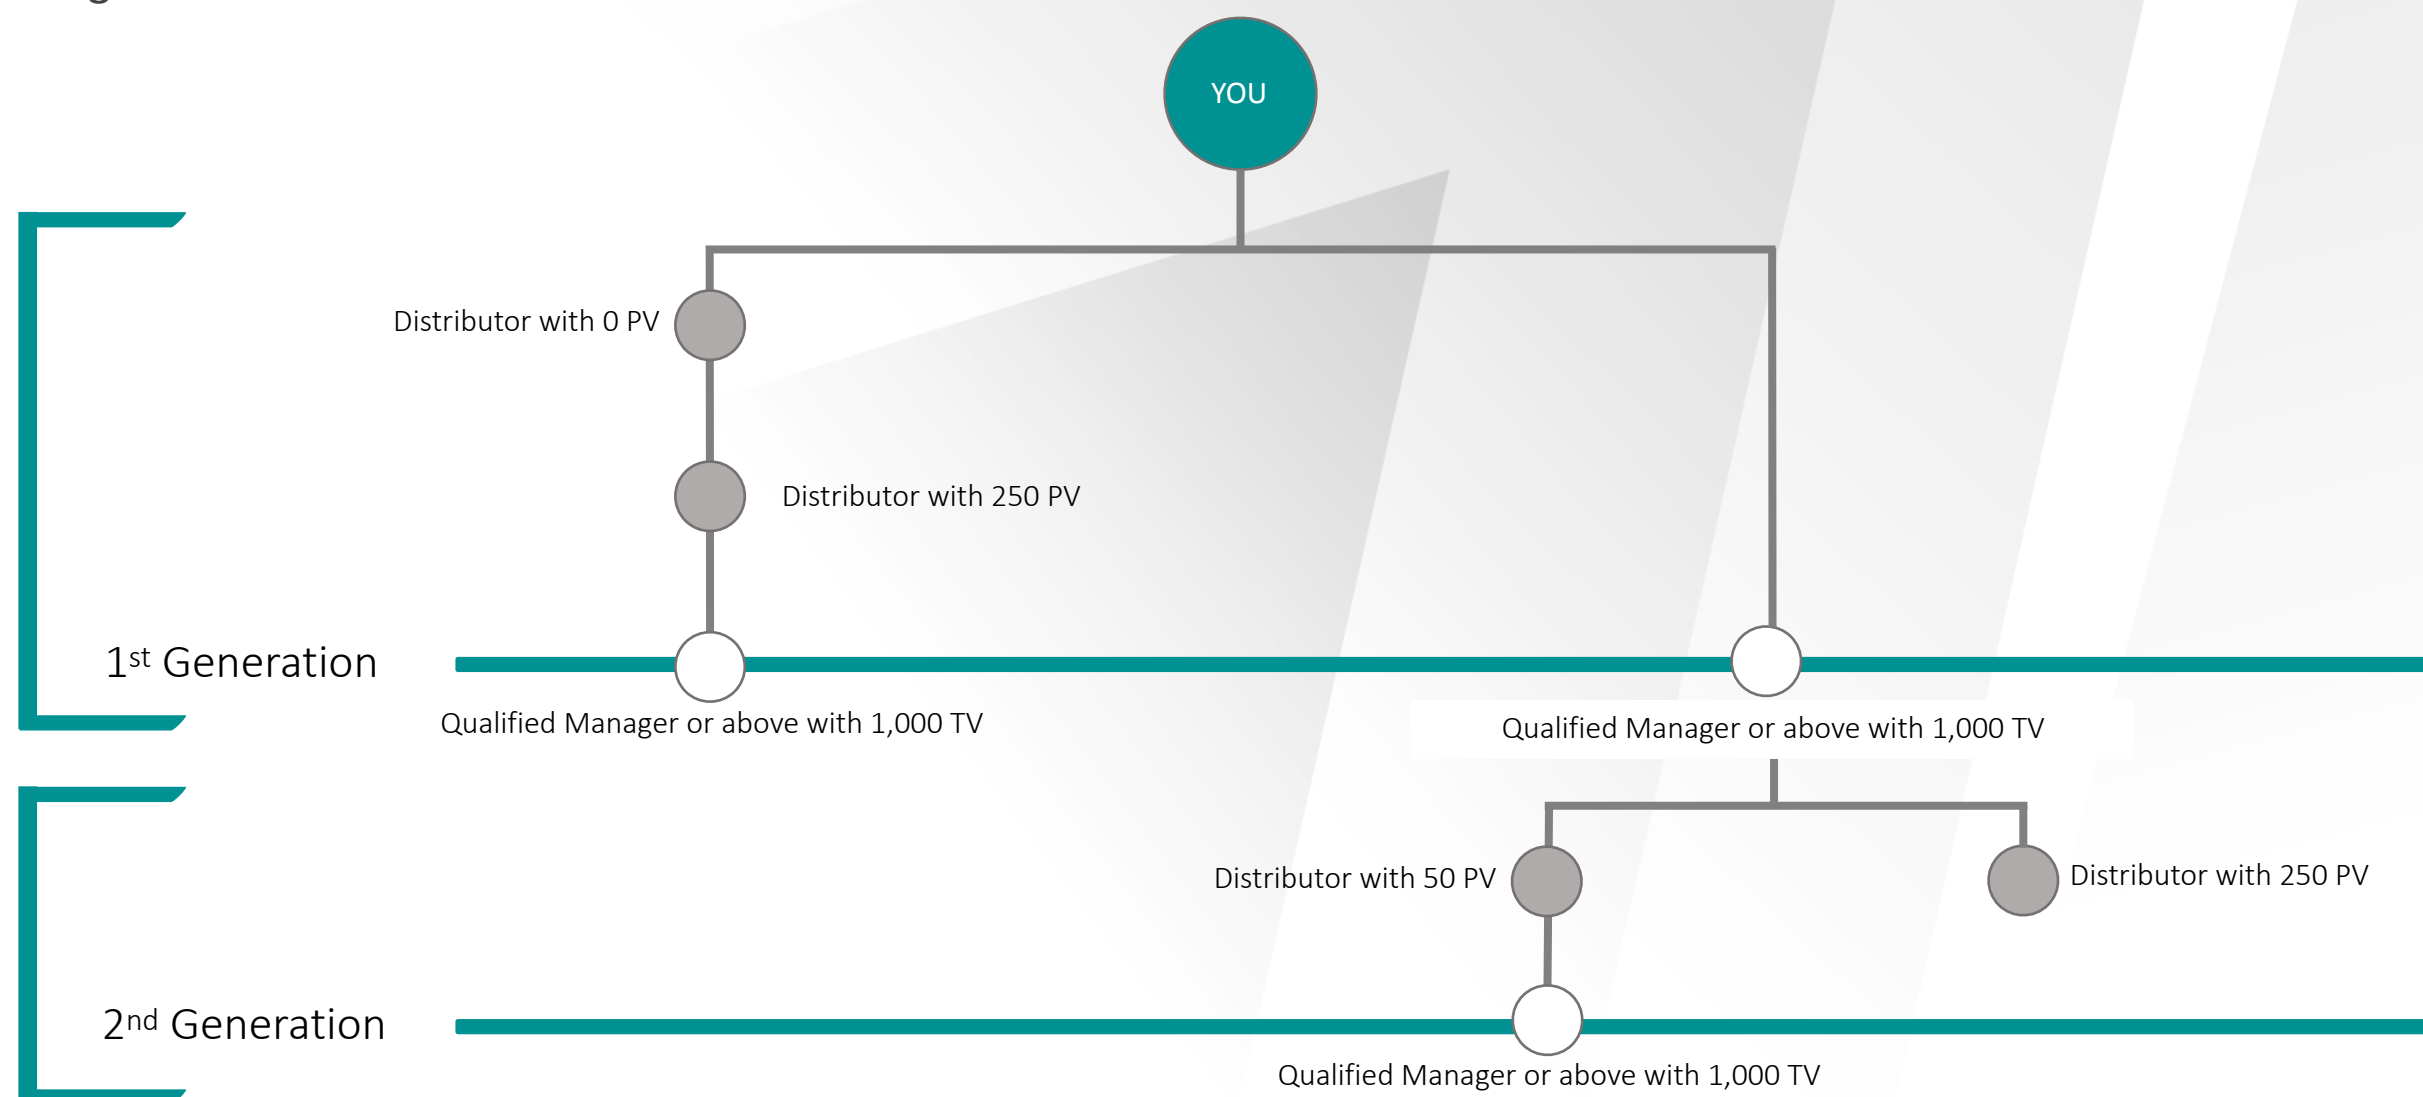 YOU
Distributor with 0 PV
Distributor with 250 PV
1st Generation
Qualified Manager or above with 1,000 TV
Qualified Manager or above with 1,000 TV
Distributor with 50 PV
Distributor with 250 PV
2nd Generation
Qualified Manager or above with 1,000 TV